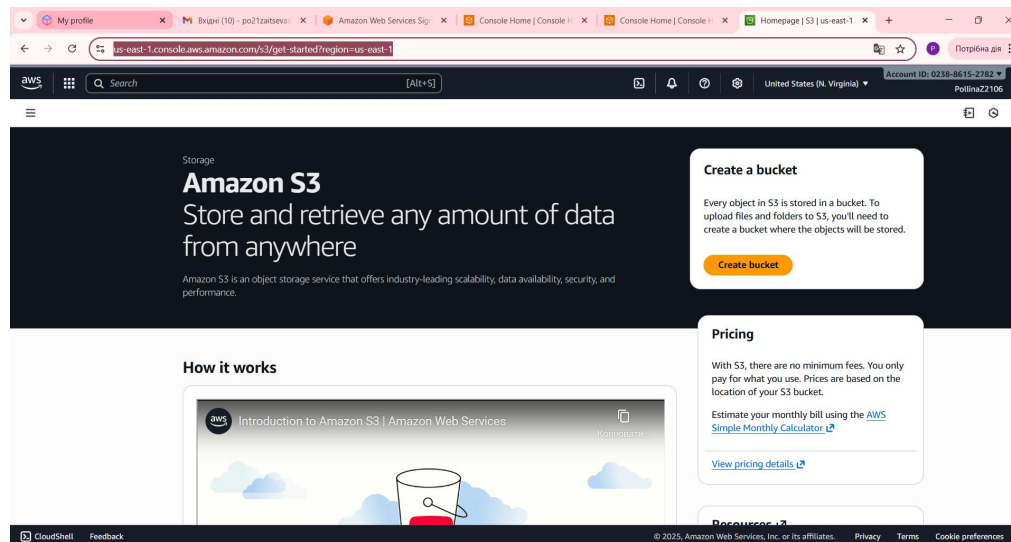 My profile
Вхідні (10) - po21zaitseva
Amazon Web Services Sig
Console Home | Console H
Console Home | Console H
Homepage | S3 | us-east-1
us-east-1.console.aws.amazon.com/s3/get-started?region=us-east-1
P
Потрібна дія
aws
Search
[Alt+S]
United States (N. Virginia)
Account ID: 0238-8615-2782
PollinaZ2106
Storage
Amazon S3
Store and retrieve any amount of data
from anywhere
Amazon S3 is an object storage service that offers industry-leading scalability, data availability, security, and
performance.
Create a bucket
Every object in S3 is stored in a bucket. To
upload files and folders to S3, you'll need to
create a bucket where the objects will be stored.
Create bucket
How it works
aws
Introduction to Amazon S3 | Amazon Web Services
Копіювати...
Pricing
With S3, there are no minimum fees. You only
pay for what you use. Prices are based on the
location of your S3 bucket.
Estimate your monthly bill using the AWS
Simple Monthly Calculator
View pricing details
Resources
CloudShell
Feedback
© 2025, Amazon Web Services, Inc. or its affiliates.
Privacy
Terms
Cookie preferences